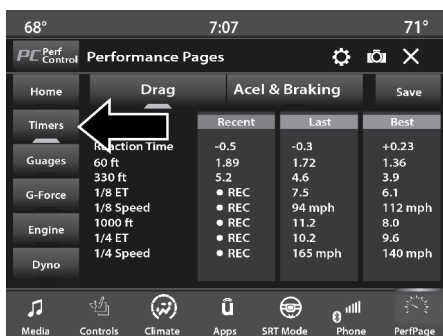 68° 7:07 71°
PC Perf Control Performance Pages
Home Drag Acel & Braking Save
Timers Recent Last Best
Reaction Time -0.5 -0.3 +0.23
60 ft 1.89 1.72 1.36
Guages 330 ft 5.2 4.6 3.9
1/8 ET • REC 7.5 6.1
G-Force 1/8 Speed • REC 94 mph 112 mph
1000 ft • REC 11.2 8.0
Engine 1/4 ET • REC 10.2 9.6
1/4 Speed • REC 165 mph 140 mph
Dyno
Media Controls Climate Apps SRT Mode Phone PerfPage